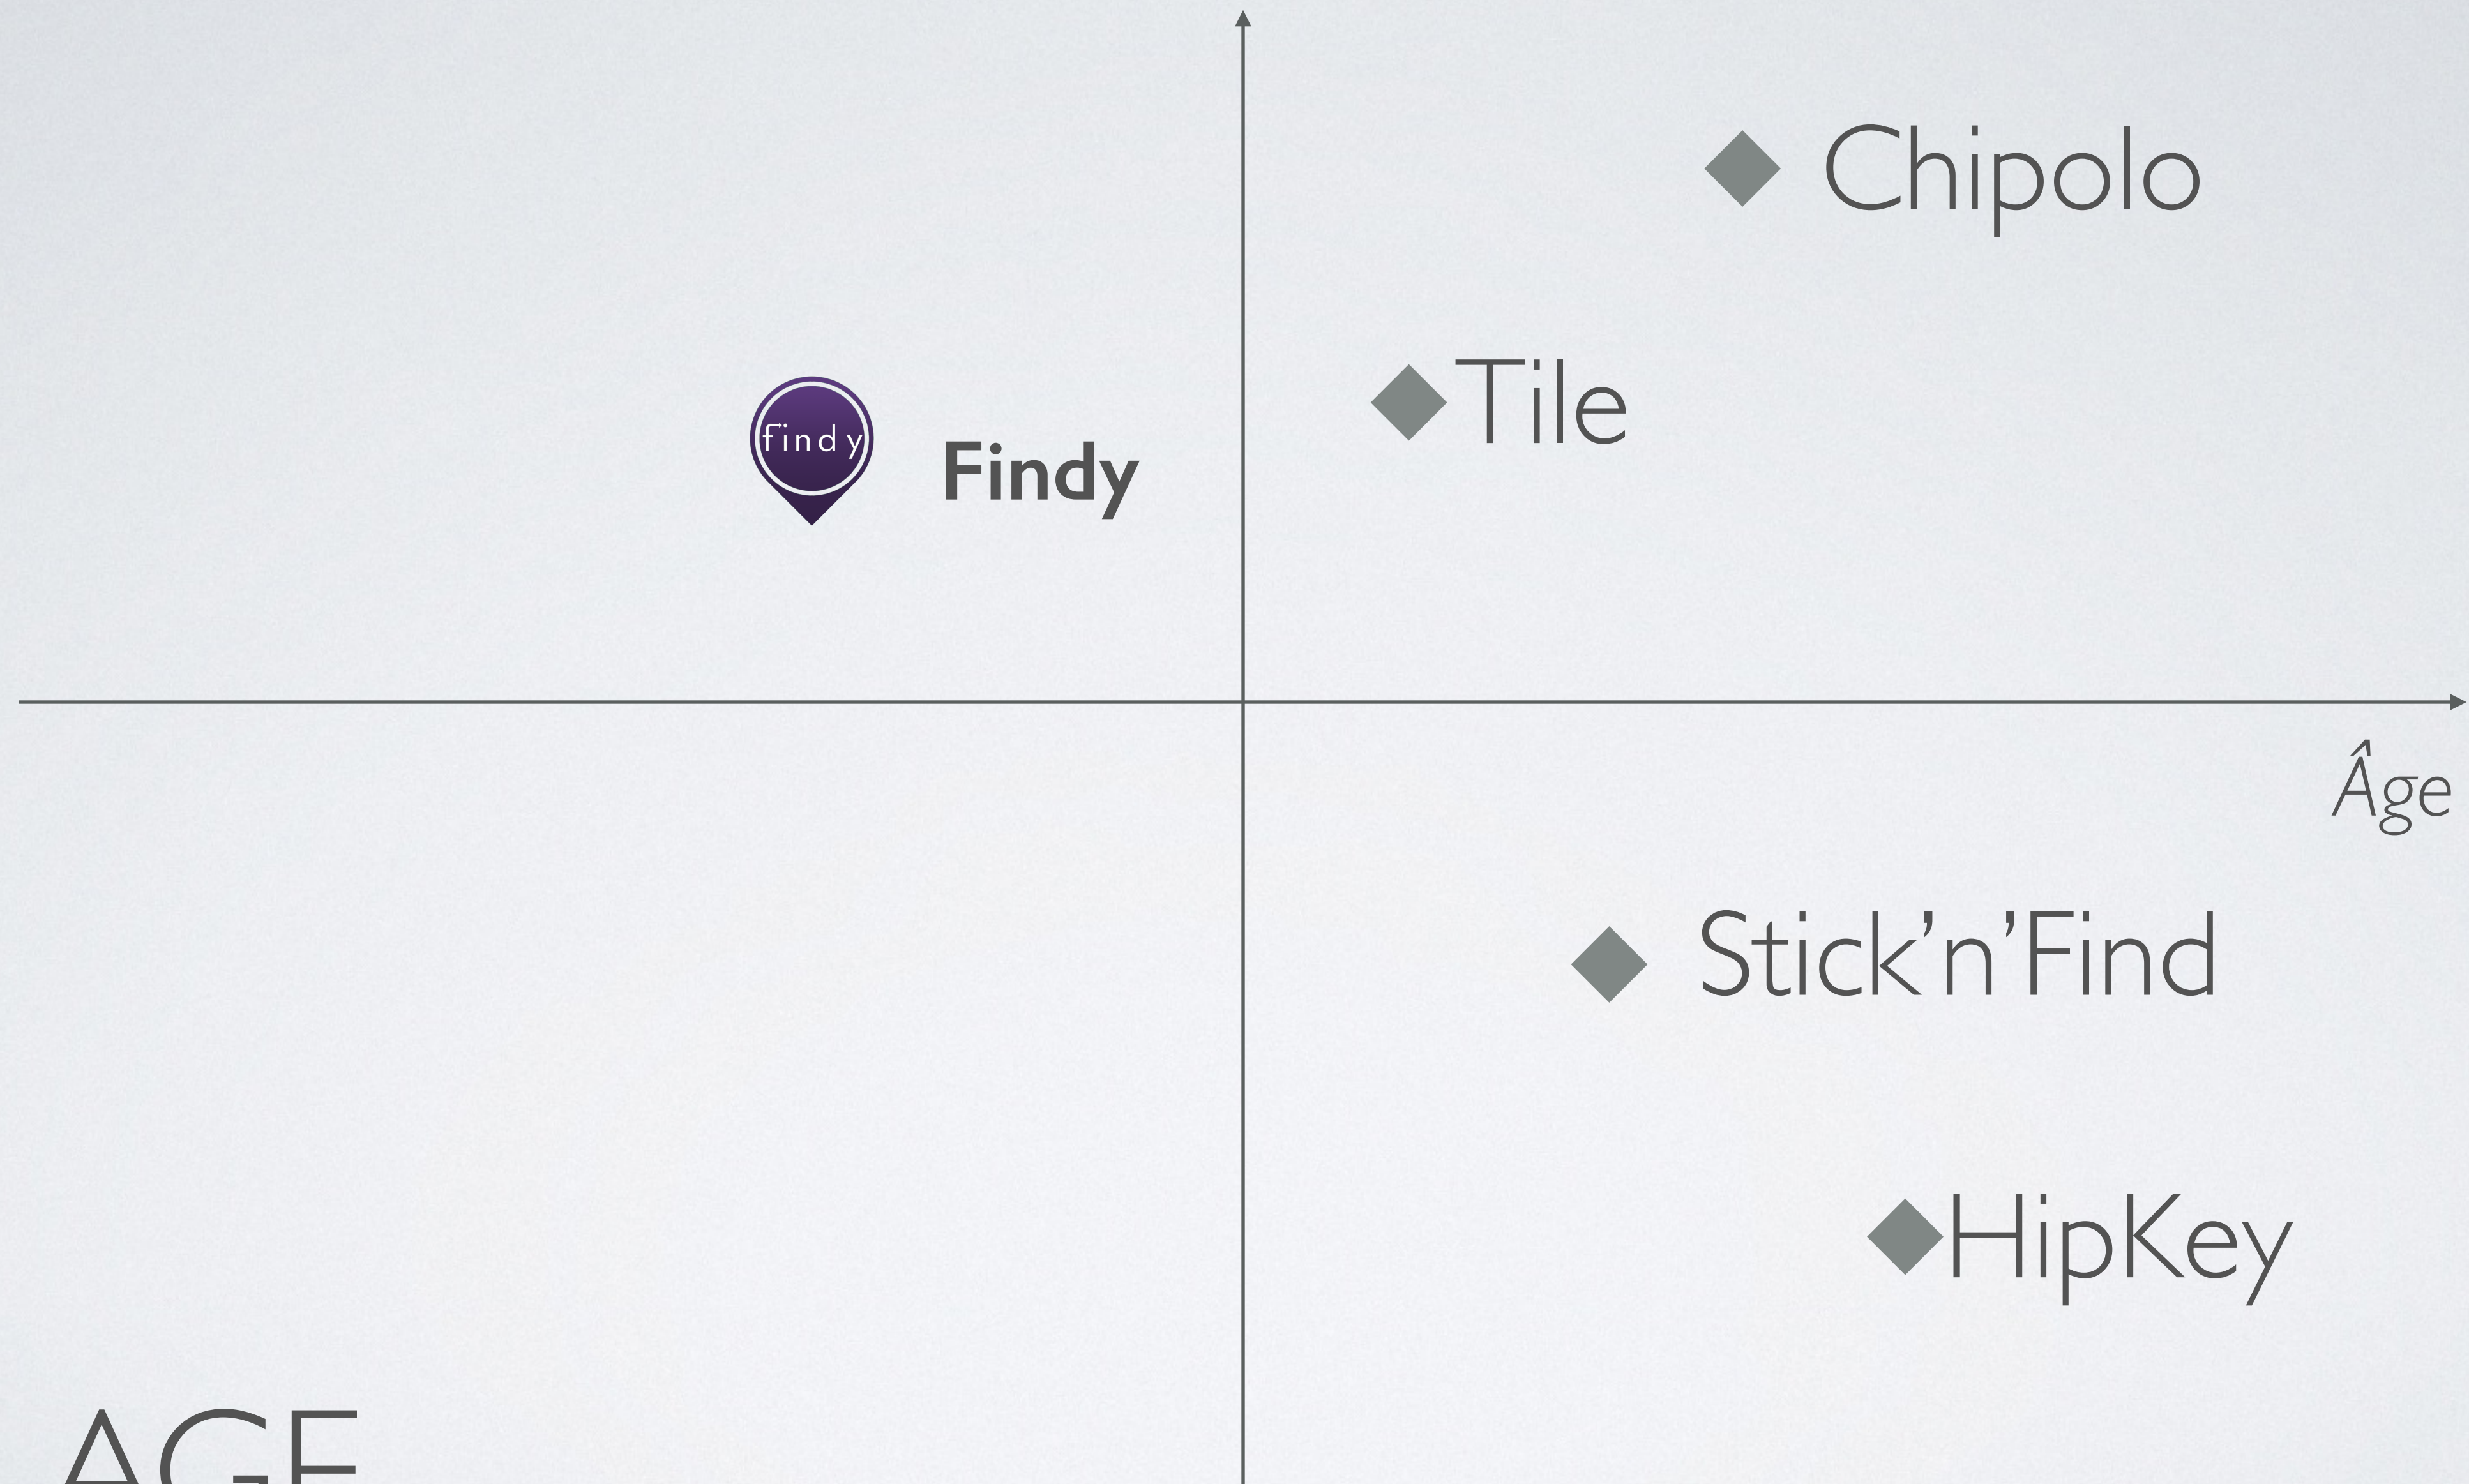 Chipolo
Tile
findy
Findy
Âge
Stick’n’Find
HipKey
AGE